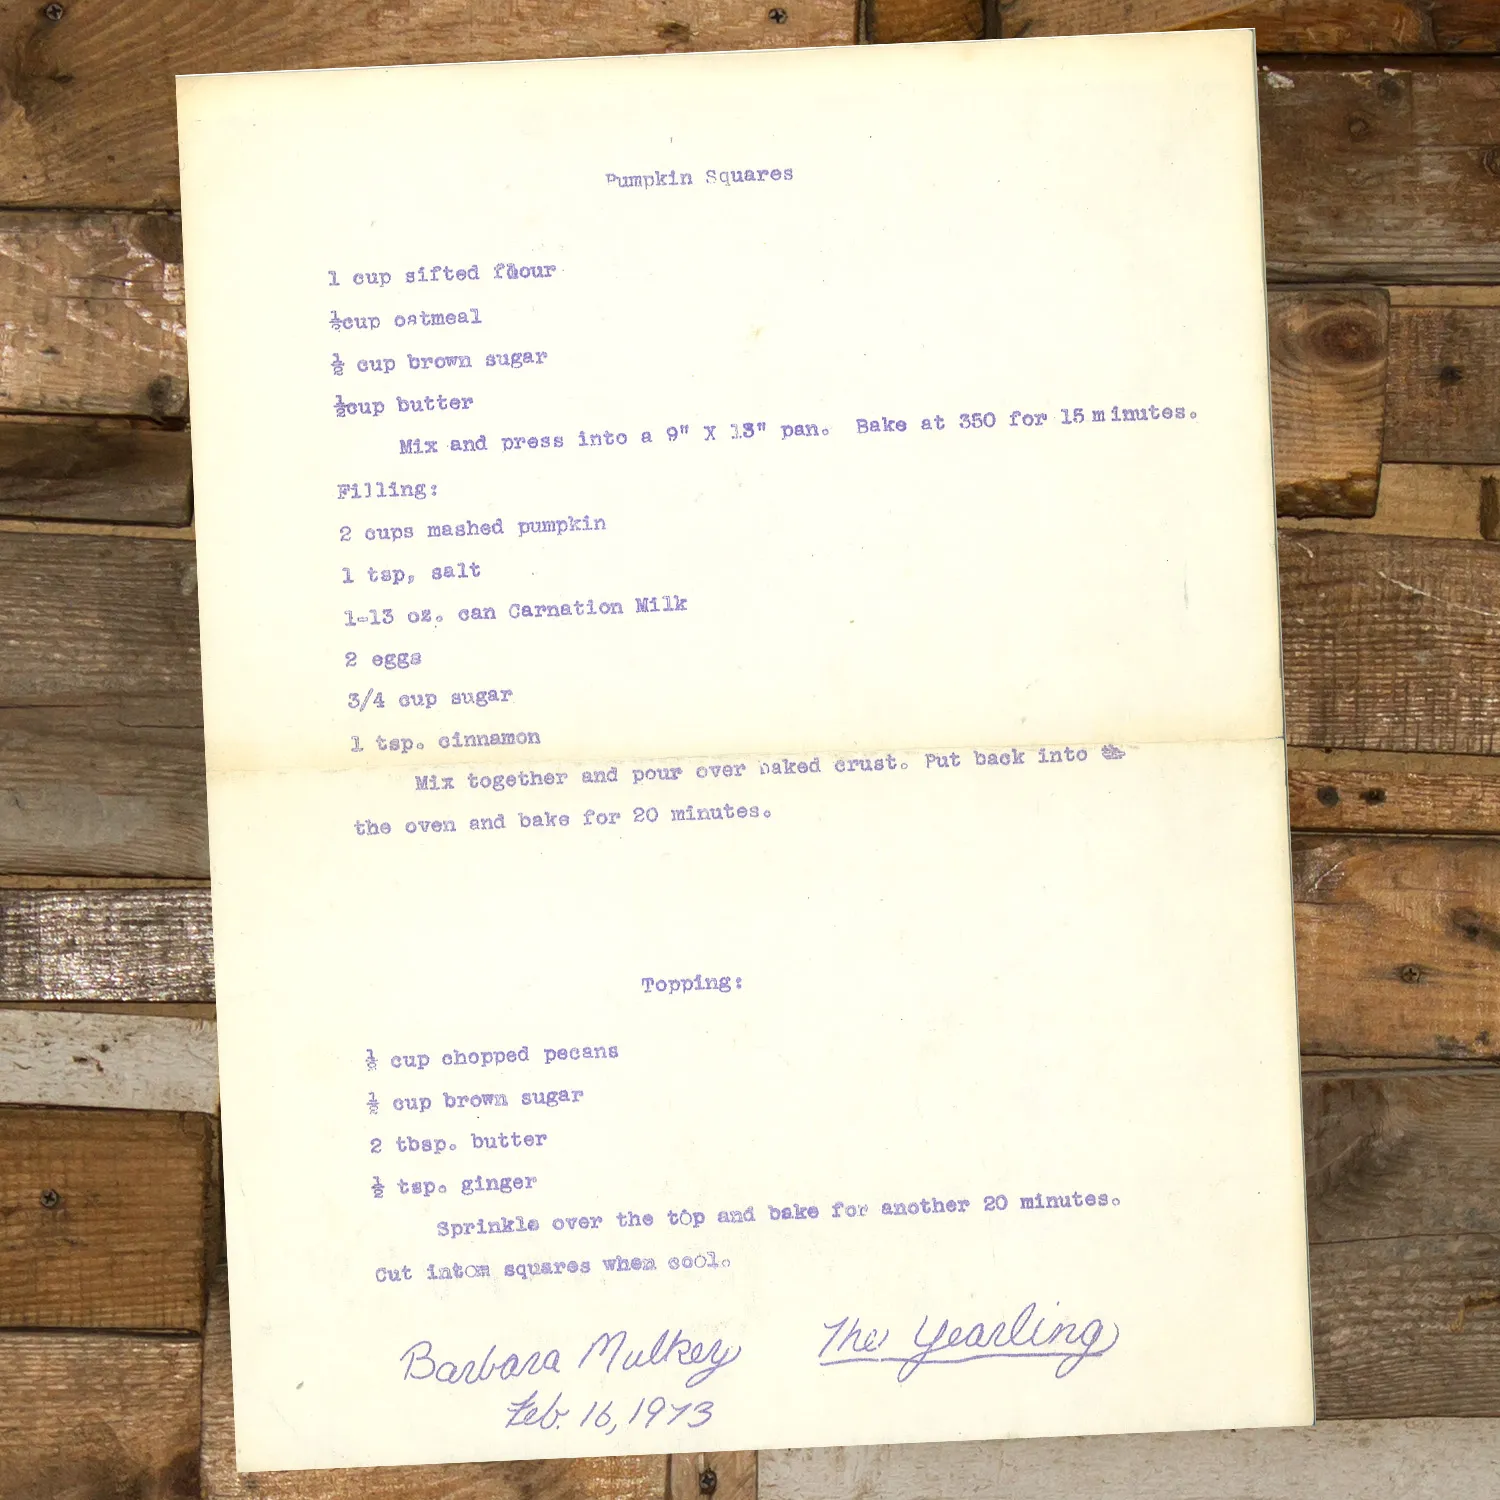 Pumpkin Squares
1 cup sifted flour
½cup oatmeal
½ cup brown sugar
½cup butter
Mix and press into a 9" X 13" pan. Bake at 350 for 15 minutes.
Filling:
2 cups mashed pumpkin
1 tsp, salt
1-13 oz. can Carnation Milk
2 eggs
3/4 cup sugar
1 tsp. cinnamon
Mix together and pour over baked crust. Put back into
the oven and bake for 20 minutes.
Topping:
½ cup chopped pecans
½ cup brown sugar
2 tbsp. butter
½ tsp. ginger
Sprinkle over the top and bake for another 20 minutes.
Cut into squares when cool.
Barbara Mulkey The Yearling
Feb. 16, 1973